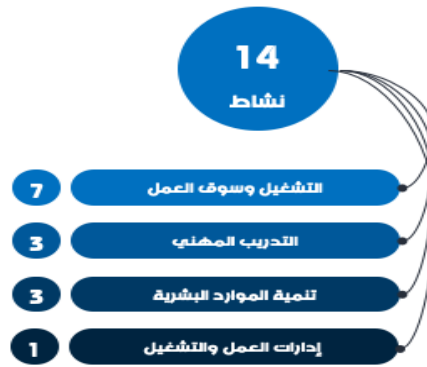 14
نشاط
التشغيل وسوق العمل
7
التدريب المهني
3
تنمية الموارد البشرية
3
إدارات العمل والتشغيل
1